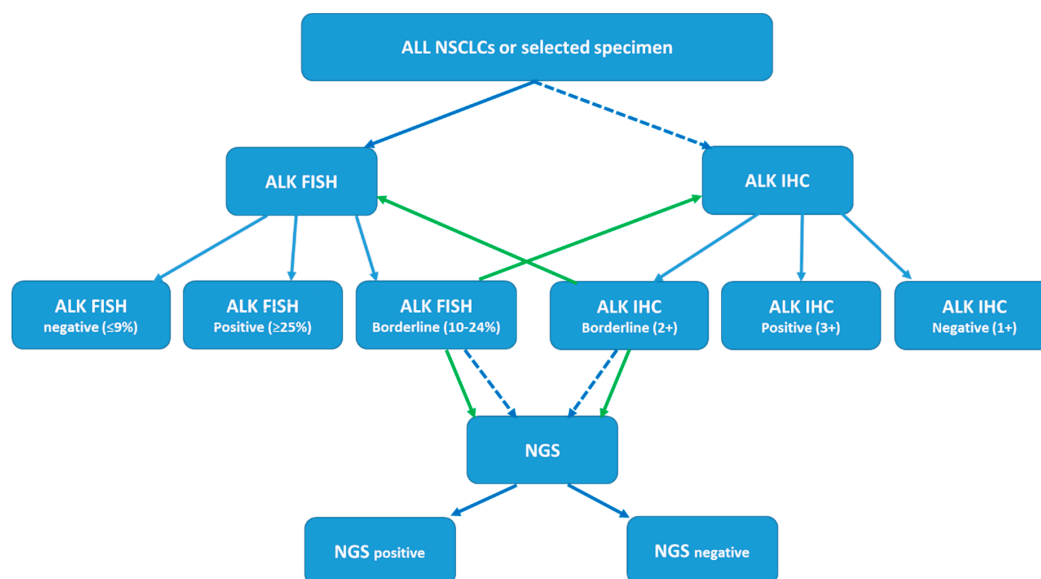 ALL NSCLCs or selected specimen
ALK FISH
ALK IHC
ALK FISH
negative (≤9%)
ALK FISH
Positive (≥25%)
ALK FISH
Borderline (10-24%)
ALK IHC
Borderline (2+)
ALK IHC
Positive (3+)
ALK IHC
Negative (1+)
NGS
NGS positive
NGS negative